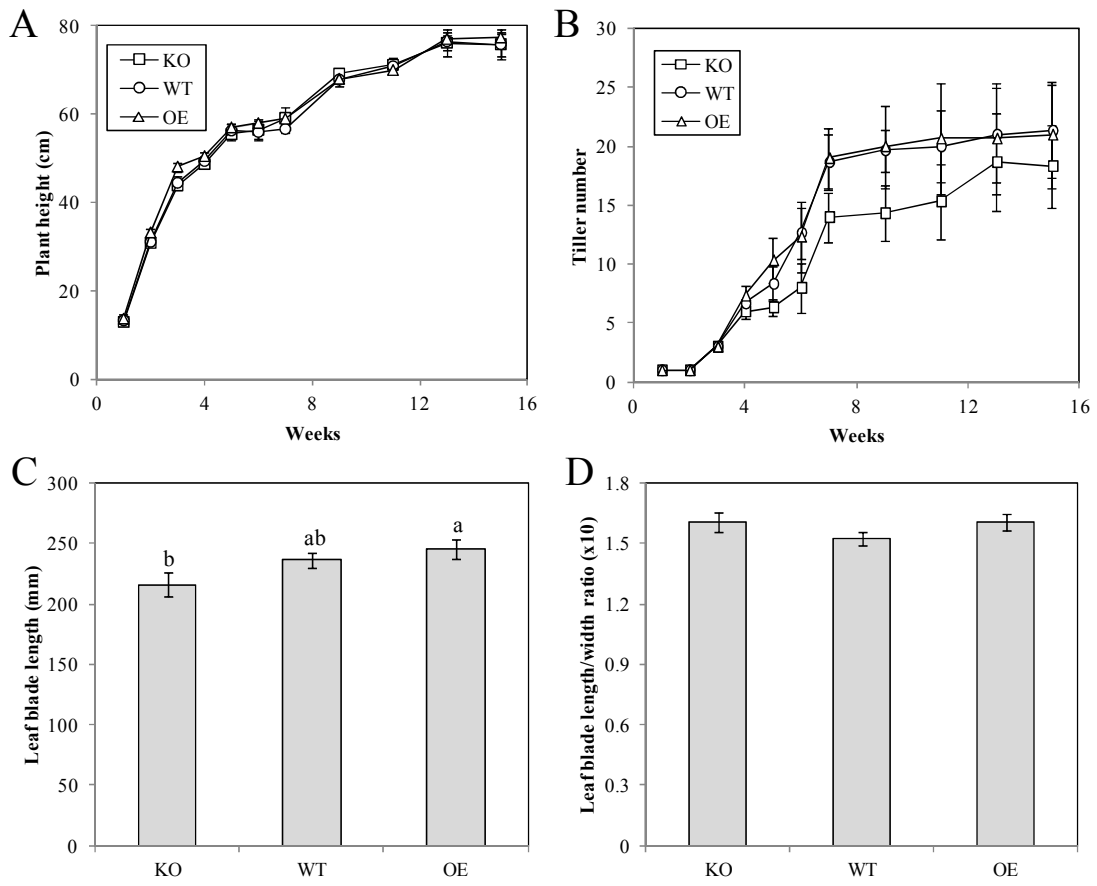 A
Plant height (cm)
80
60
40
20
0
KO
WT
OE
0 4 8 12 16
Weeks
B
Tiller number
30
25
20
15
10
5
0
KO
WT
OE
0 4 8 12 16
Weeks
C
Leaf blade length (mm)
300
250
200
150
100
50
0
b ab a
KO WT OE
D
Leaf blade length/width ratio (x10)
1.8
1.5
1.2
0.9
0.6
0.3
0
KO WT OE